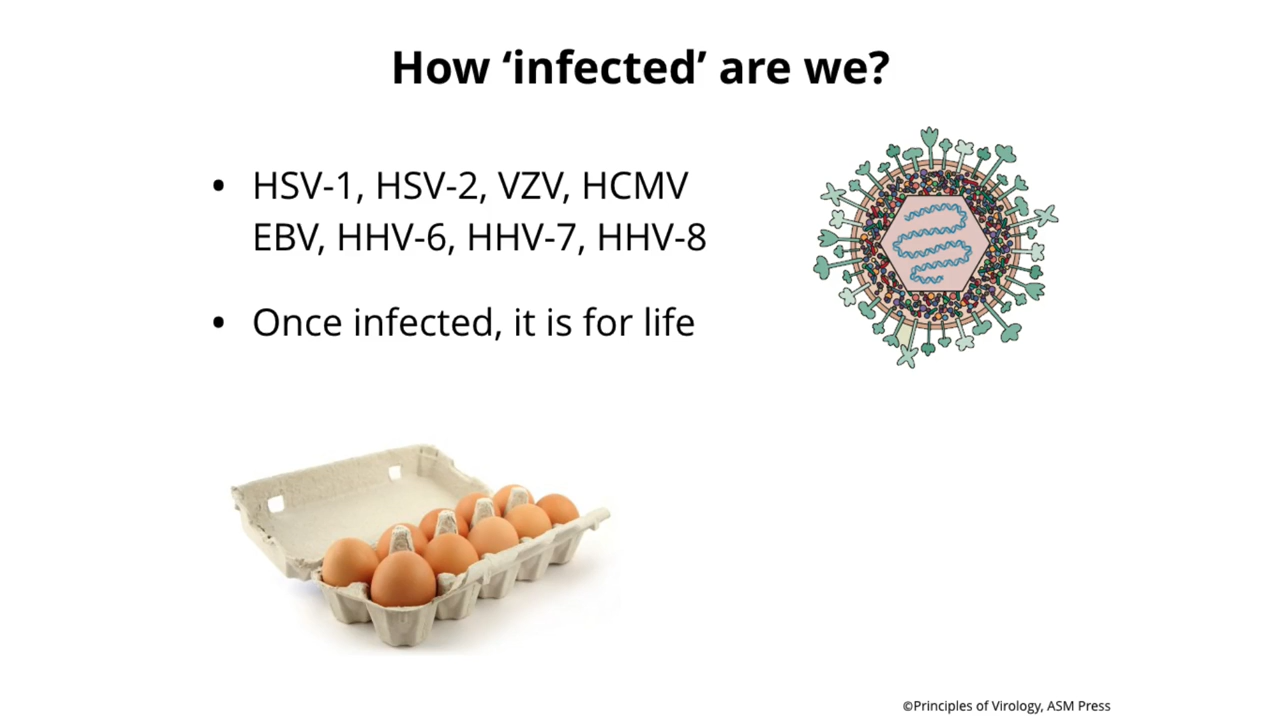 How ‘infected’ are we?
• HSV-1, HSV-2, VZV, HCMV
EBV, HHV-6, HHV-7, HHV-8
• Once infected, it is for life
©Principles of Virology, ASM Press